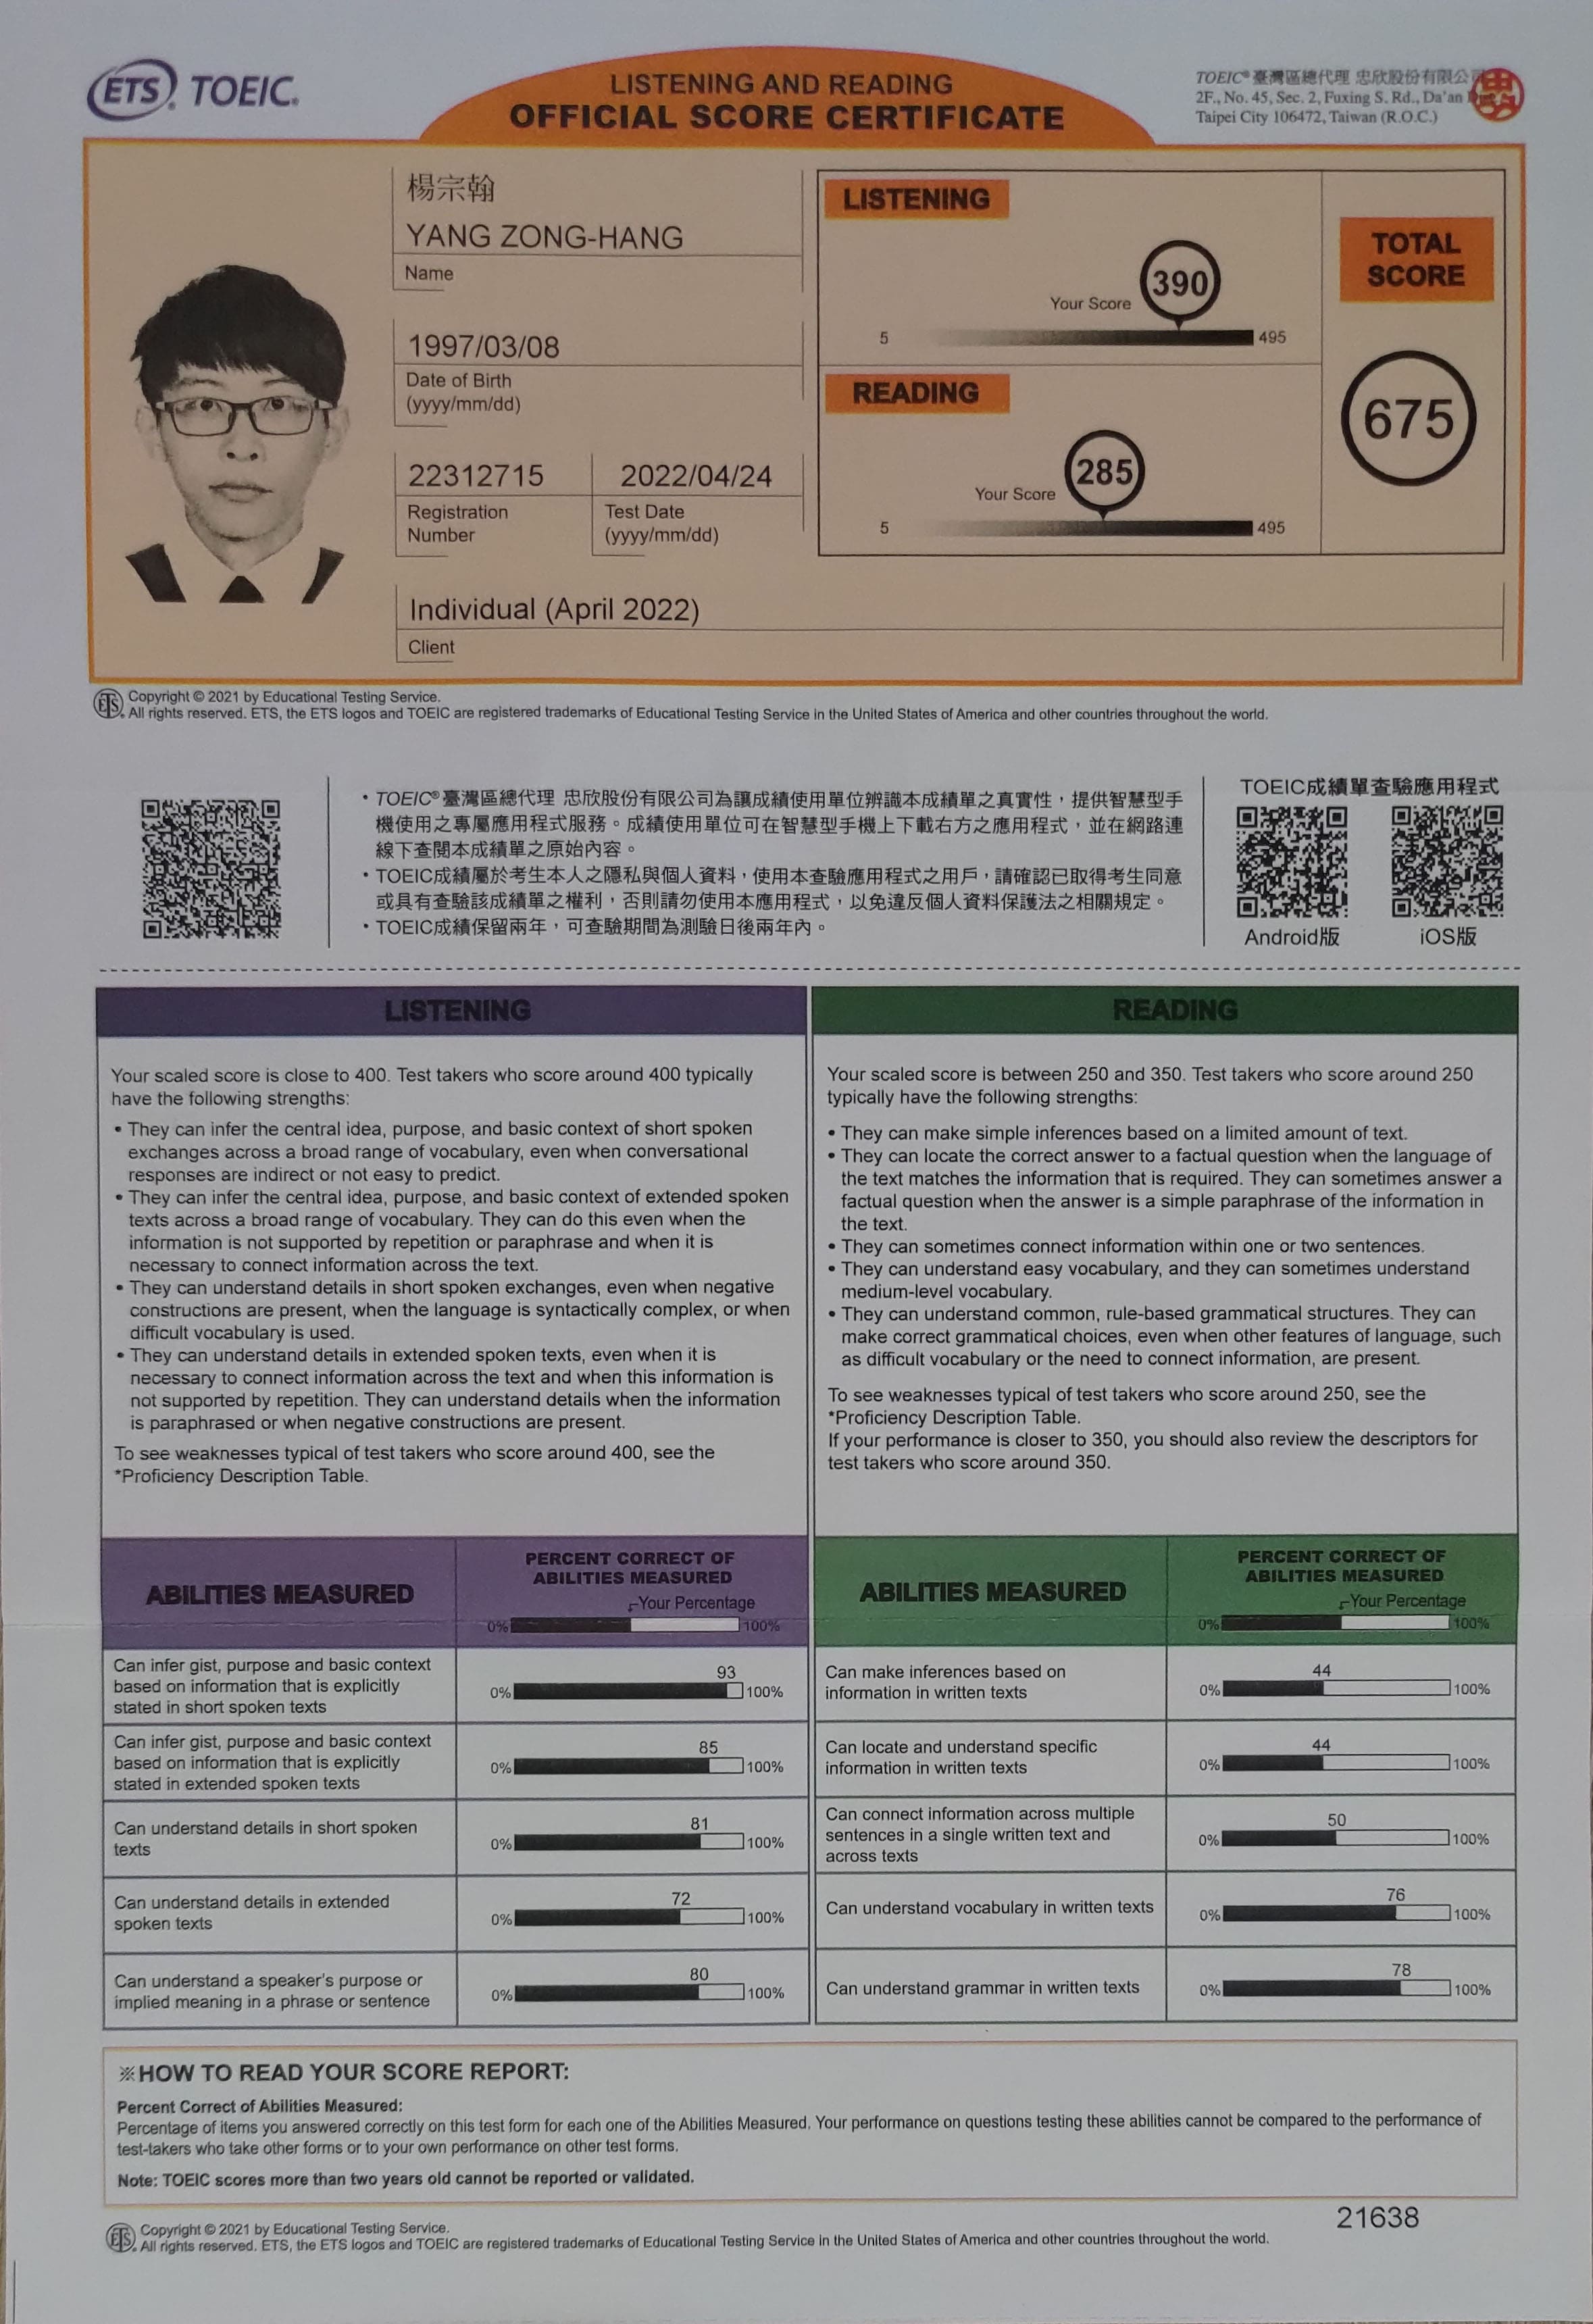 ETS® TOEIC®
LISTENING AND READING
OFFICIAL SCORE CERTIFICATE
TOEIC® 臺灣區總代理 忠欣股份有限公司
2F., No. 45, Sec. 2, Fuxing S. Rd., Da'an
Taipei City 106472, Taiwan (R.O.C.)
楊宗翰
YANG ZONG-HANG
Name
1997/03/08
Date of Birth
(yyyy/mm/dd)
22312715 2022/04/24
Registration Test Date
Number (yyyy/mm/dd)
Individual (April 2022)
Client
LISTENING
390
Your Score
5 495
READING
285
Your Score
5 495
TOTAL
SCORE
675
ETS® Copyright © 2021 by Educational Testing Service.
All rights reserved. ETS, the ETS logos and TOEIC are registered trademarks of Educational Testing Service in the United States of America and other countries throughout the world.
• TOEIC® 臺灣區總代理 忠欣股份有限公司為讓成績使用單位辨識本成績單之真實性，提供智慧型手
機使用之專屬應用程式服務。成績使用單位可在智慧型手機上下載右方之應用程式，並在網路連
線下查閱本成績單之原始內容。
• TOEIC成績屬於考生本人之隱私與個人資料，使用本查驗應用程式之用戶，請確認已取得考生同意
或具有查驗該成績單之權利，否則請勿使用本應用程式，以免違反個人資料保護法之相關規定。
• TOEIC成績保留兩年，可查驗期間為測驗日後兩年內。
TOEIC成績單查驗應用程式
Android版 iOS版
LISTENING
Your scaled score is close to 400. Test takers who score around 400 typically
have the following strengths:
• They can infer the central idea, purpose, and basic context of short spoken
exchanges across a broad range of vocabulary, even when conversational
responses are indirect or not easy to predict.
• They can infer the central idea, purpose, and basic context of extended spoken
texts across a broad range of vocabulary. They can do this even when the
information is not supported by repetition or paraphrase and when it is
necessary to connect information across the text.
• They can understand details in short spoken exchanges, even when negative
constructions are present, when the language is syntactically complex, or when
difficult vocabulary is used.
• They can understand details in extended spoken texts, even when it is
necessary to connect information across the text and when this information is
not supported by repetition. They can understand details when the information
is paraphrased or when negative constructions are present.
To see weaknesses typical of test takers who score around 400, see the
*Proficiency Description Table.
READING
Your scaled score is between 250 and 350. Test takers who score around 250
typically have the following strengths:
• They can make simple inferences based on a limited amount of text.
• They can locate the correct answer to a factual question when the language of
the text matches the information that is required. They can sometimes answer a
factual question when the answer is a simple paraphrase of the information in
the text.
• They can sometimes connect information within one or two sentences.
• They can understand easy vocabulary, and they can sometimes understand
medium-level vocabulary.
• They can understand common, rule-based grammatical structures. They can
make correct grammatical choices, even when other features of language, such
as difficult vocabulary or the need to connect information, are present.
To see weaknesses typical of test takers who score around 250, see the
*Proficiency Description Table.
If your performance is closer to 350, you should also review the descriptors for
test takers who score around 350.
ABILITIES MEASURED
PERCENT CORRECT OF
ABILITIES MEASURED
Your Percentage
0% 100%
Can infer gist, purpose and basic context
based on information that is explicitly
stated in short spoken texts
93
0% 100%
Can infer gist, purpose and basic context
based on information that is explicitly
stated in extended spoken texts
85
0% 100%
Can understand details in short spoken
texts
81
0% 100%
Can understand details in extended
spoken texts
72
0% 100%
Can understand a speaker's purpose or
implied meaning in a phrase or sentence
80
0% 100%
ABILITIES MEASURED
PERCENT CORRECT OF
ABILITIES MEASURED
Your Percentage
0% 100%
Can make inferences based on
information in written texts
44
0% 100%
Can locate and understand specific
information in written texts
44
0% 100%
Can connect information across multiple
sentences in a single written text and
across texts
50
0% 100%
Can understand vocabulary in written texts
76
0% 100%
Can understand grammar in written texts
78
0% 100%
※HOW TO READ YOUR SCORE REPORT:
Percent Correct of Abilities Measured:
Percentage of items you answered correctly on this test form for each one of the Abilities Measured. Your performance on questions testing these abilities cannot be compared to the performance of
test-takers who take other forms or to your own performance on other test forms.
Note: TOEIC scores more than two years old cannot be reported or validated.
21638
ETS® Copyright © 2021 by Educational Testing Service.
All rights reserved. ETS, the ETS logos and TOEIC are registered trademarks of Educational Testing Service in the United States of America and other countries throughout the world.